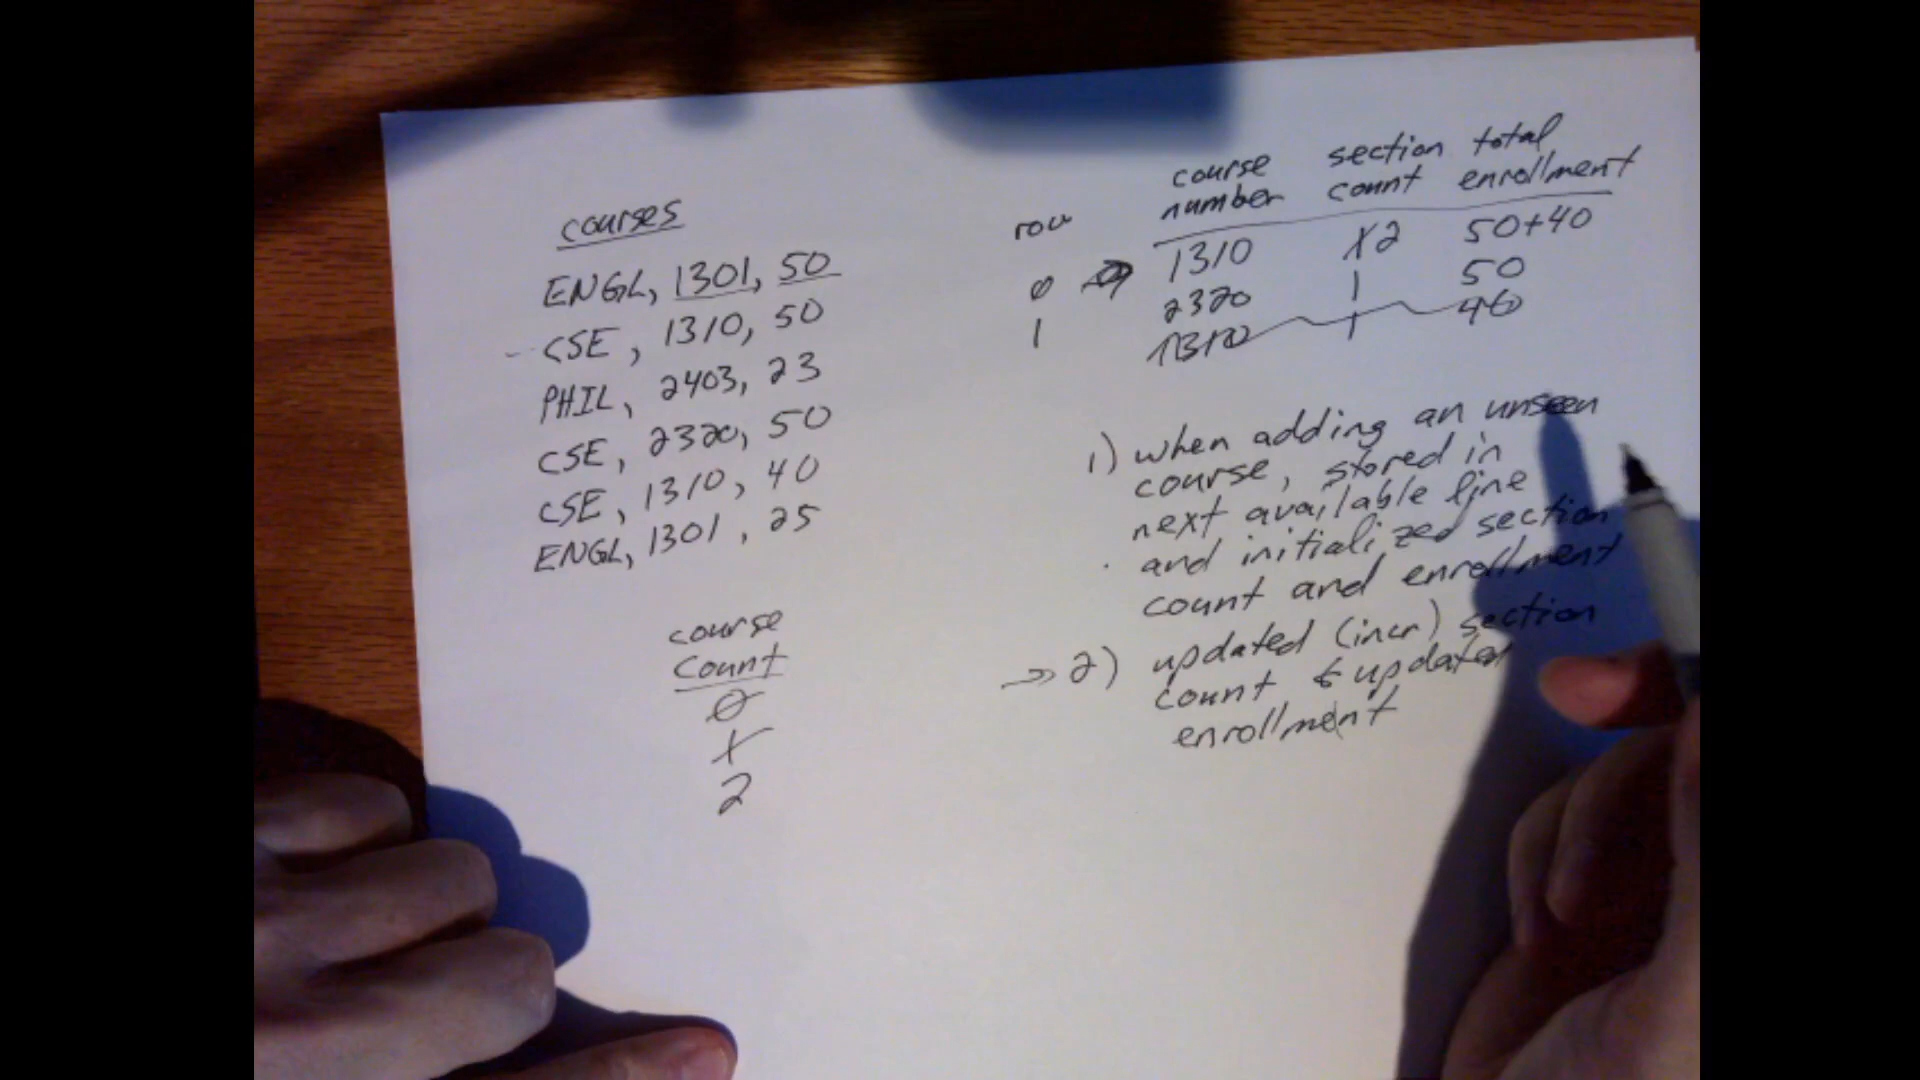 courses
ENGL, 1301, 50
CSE, 1310, 50
PHIL, 2403, 23
CSE, 2320, 50
CSE, 1310, 40
ENGL, 1301, 25
course
count
0
1
2
row
0
1
course section total
number count enrollment
1310 1 2 50+40
2320 1 50
1310 1 40
1) when adding an unseen
course, stored in
next available line
and initialized section
count and enrollment
2) updated (incr) section
count & updated
enrollment